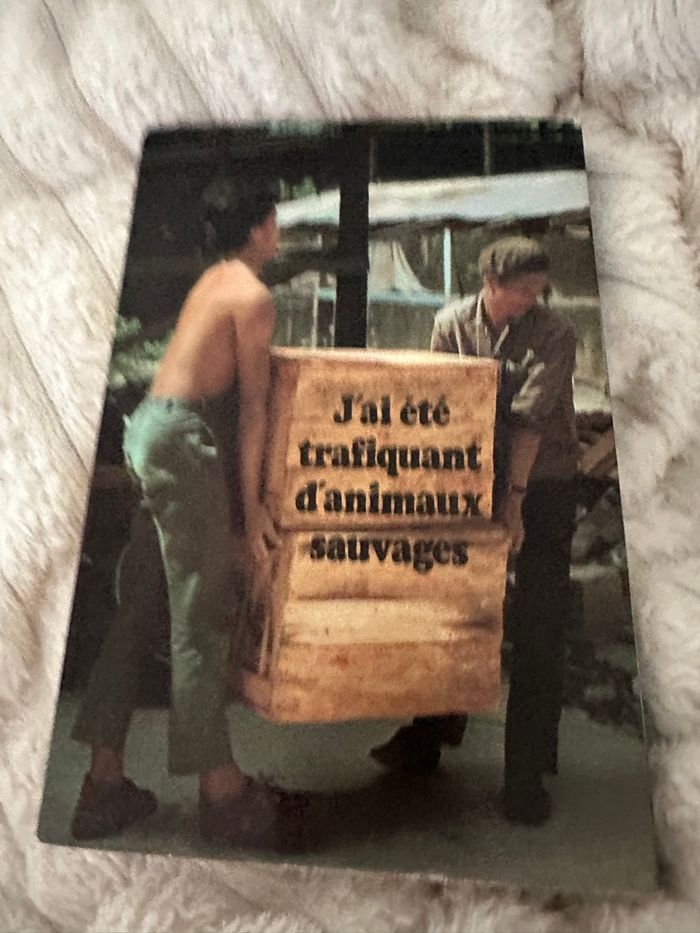 J'ai été
trafiquant
d'animaux
sauvages